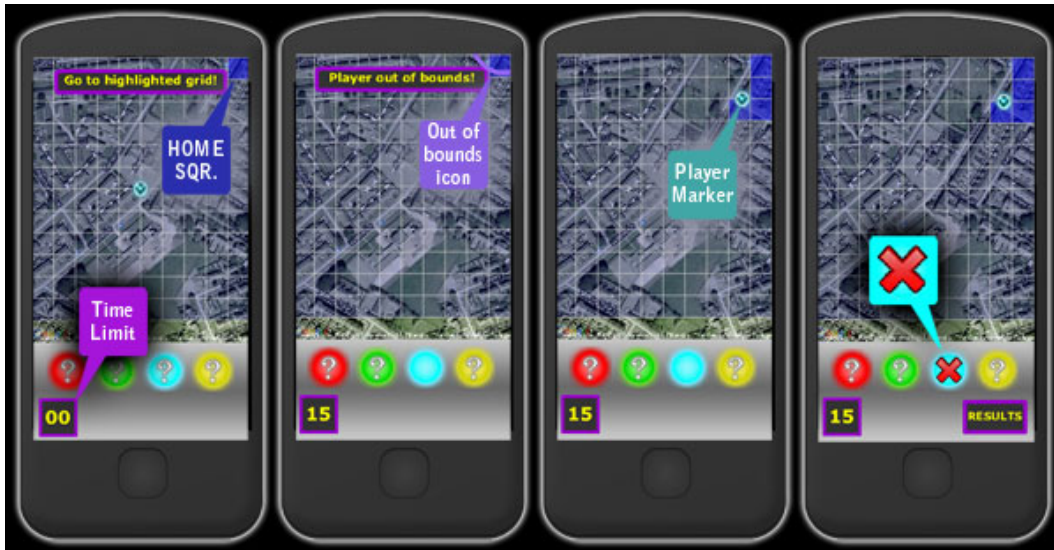 Go to highlighted grid!
HOME
SQR.
Time
Limit
?
?
?
?
00
Player out of bounds!
Out of
bounds
icon
?
?
?
15
Player
Marker
?
?
?
15
?
?
?
15
RESULTS